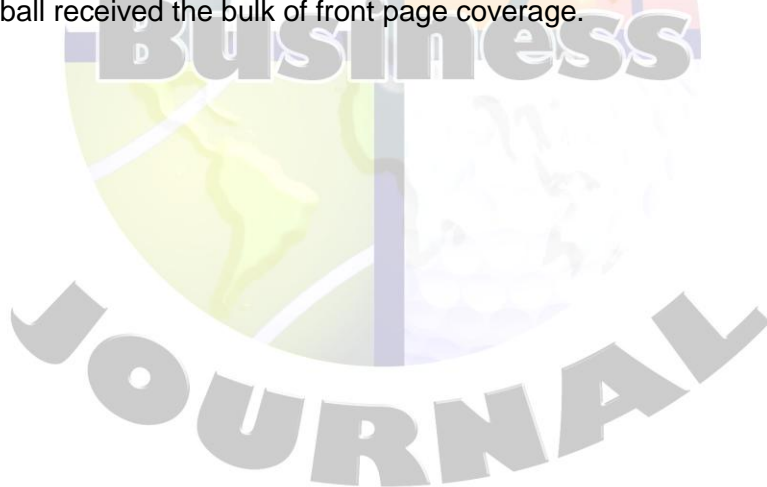 ball received the bulk of front page coverage.
Business
JOURNAL